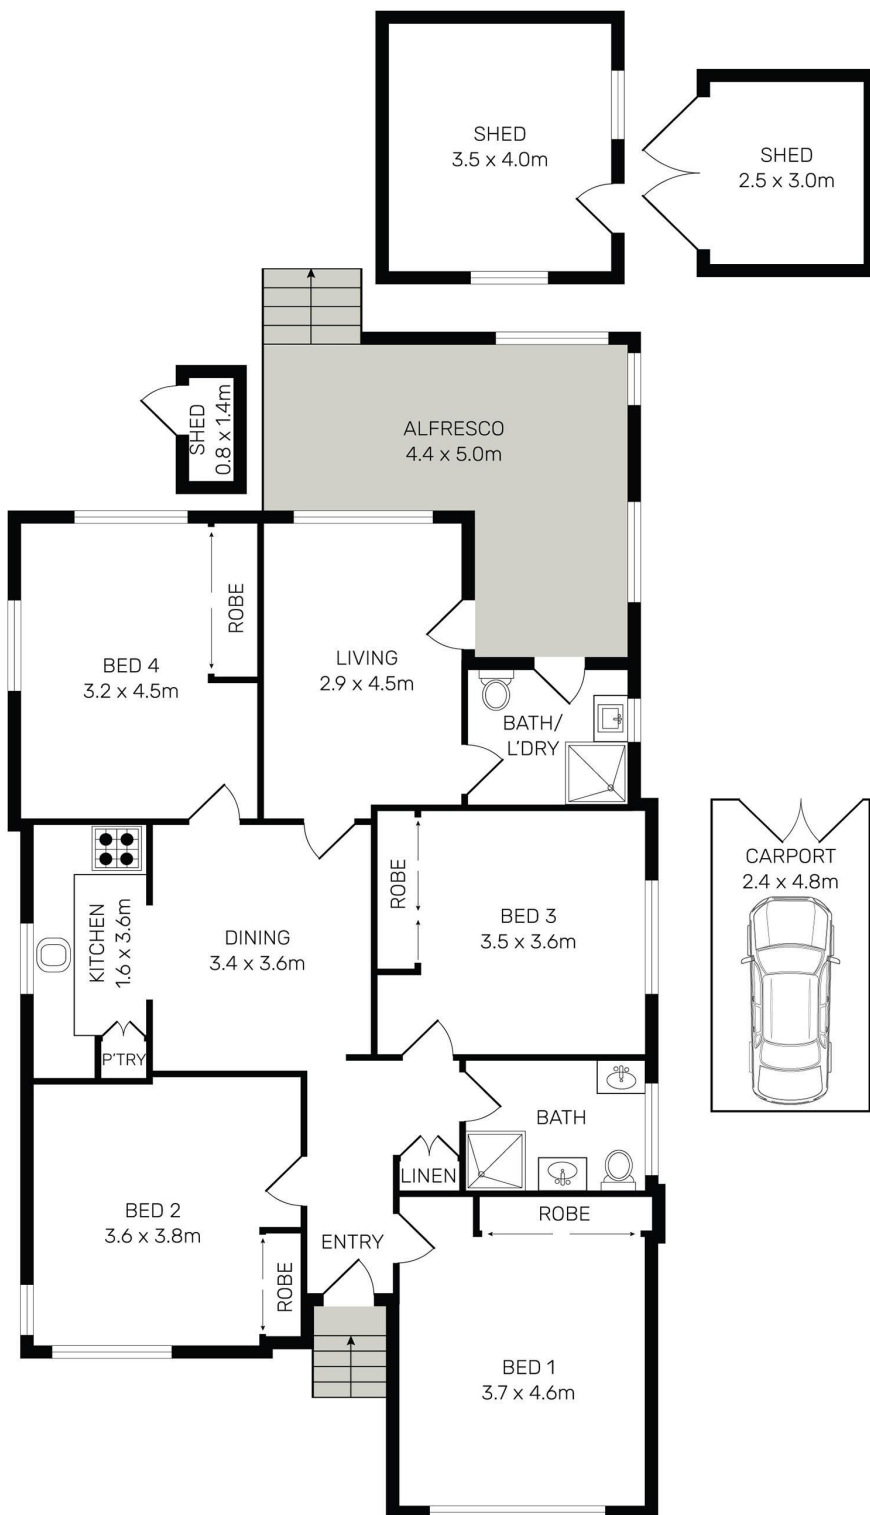 SHED
3.5 x 4.0m
SHED
2.5 x 3.0m
SHED
0.8 x 1.4m
ALFRESCO
4.4 x 5.0m
BED 4
3.2 x 4.5m
ROBE
LIVING
2.9 x 4.5m
BATH/
L'DRY
KITCHEN
1.6 x 3.6m
P'TRY
DINING
3.4 x 3.6m
ROBE
BED 3
3.5 x 3.6m
CARPORT
2.4 x 4.8m
BATH
LINEN
BED 2
3.6 x 3.8m
ROBE
ENTRY
ROBE
BED 1
3.7 x 4.6m